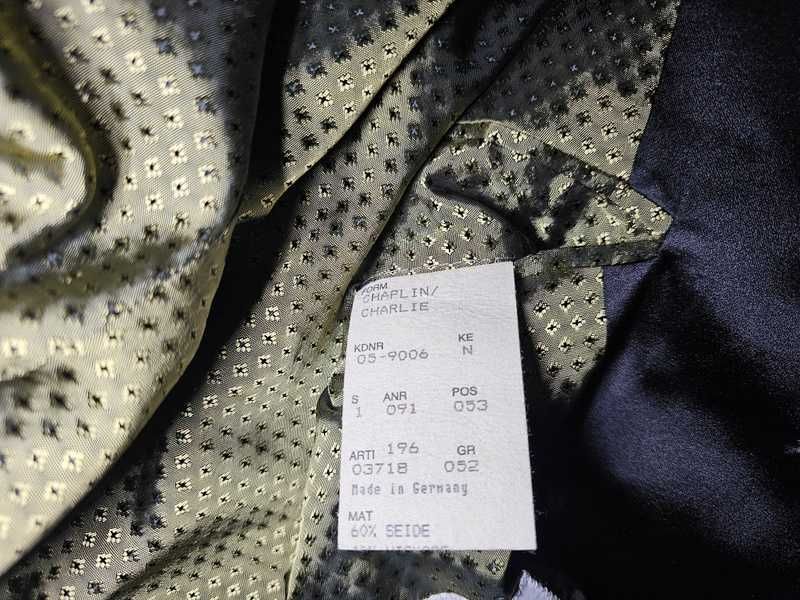 FORM
CHAPLIN/
CHARLIE
KDNR KE
05-9006 N
S ANR POS
1 091 053
ARTI 196 GR
03718 052
Made in Germany
MAT
60% SEIDE